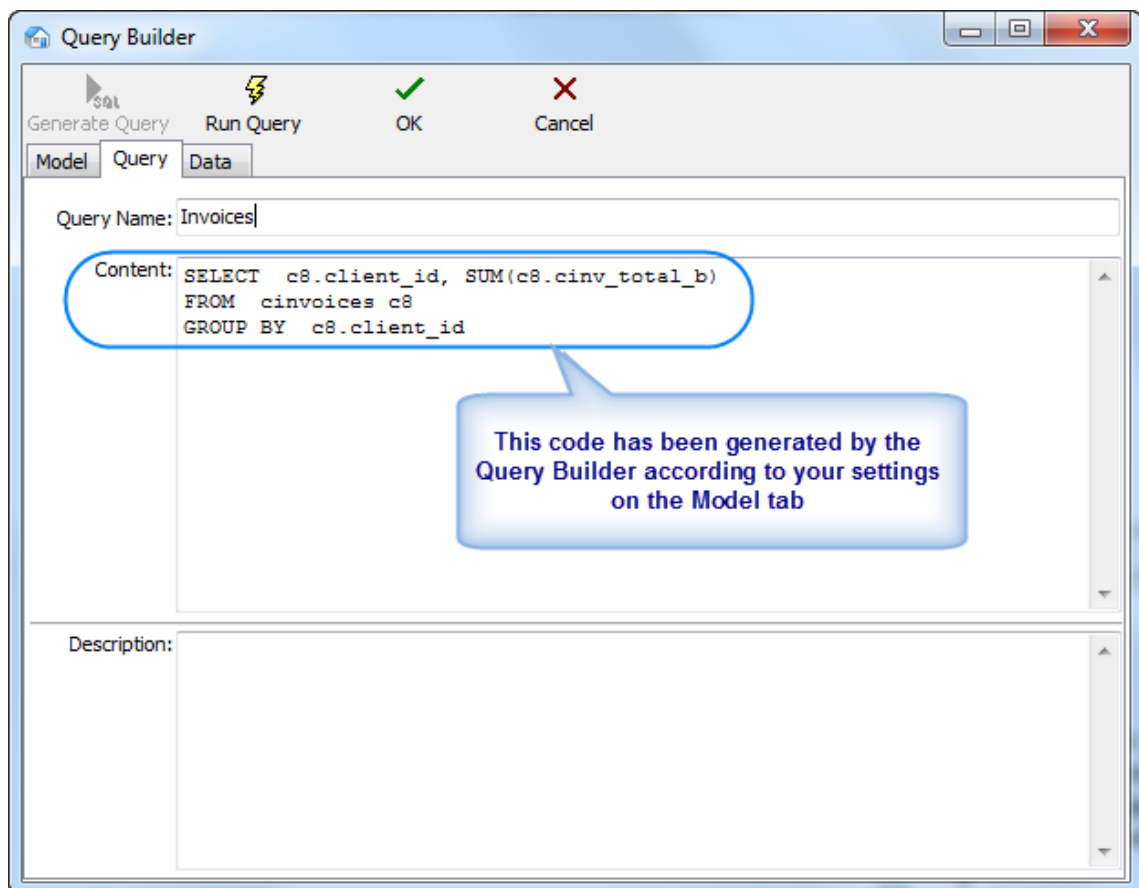 Query Builder
SQL
Generate Query Run Query OK Cancel
Model Query Data
Query Name: Invoices
Content: SELECT  c8.client_id, SUM(c8.cinv_total_b)
FROM  cinvoices c8
GROUP BY  c8.client_id
This code has been generated by the
Query Builder according to your settings
on the Model tab
Description: